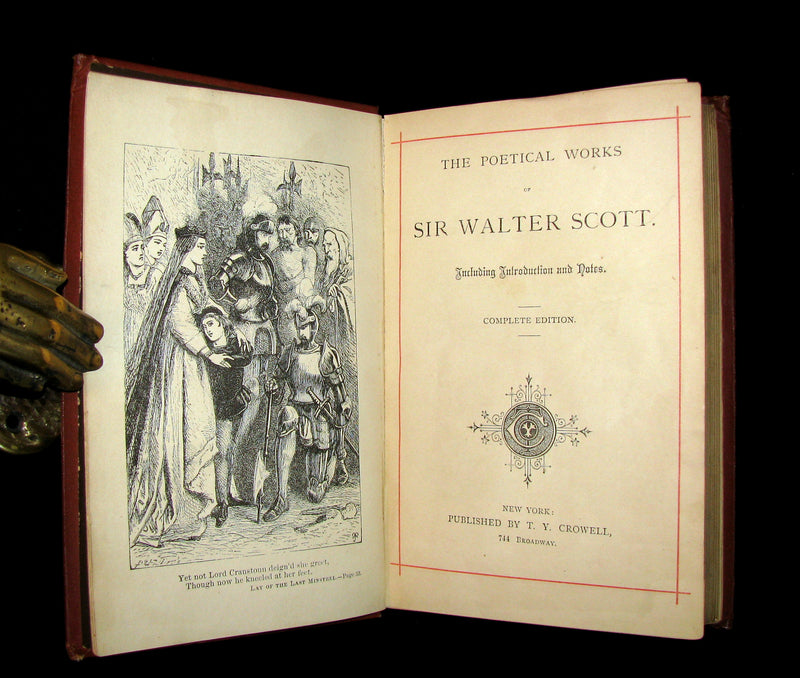 Yet not Lord Cranstoun deign'd she greet,
Though now he kneeled at her feet.
LAY OF THE LAST MINSTREL.—Page 53.
THE POETICAL WORKS
OF
SIR WALTER SCOTT.
Including Introduction and Notes.
COMPLETE EDITION.
NEW YORK:
PUBLISHED BY T. Y. CROWELL,
744 BROADWAY.